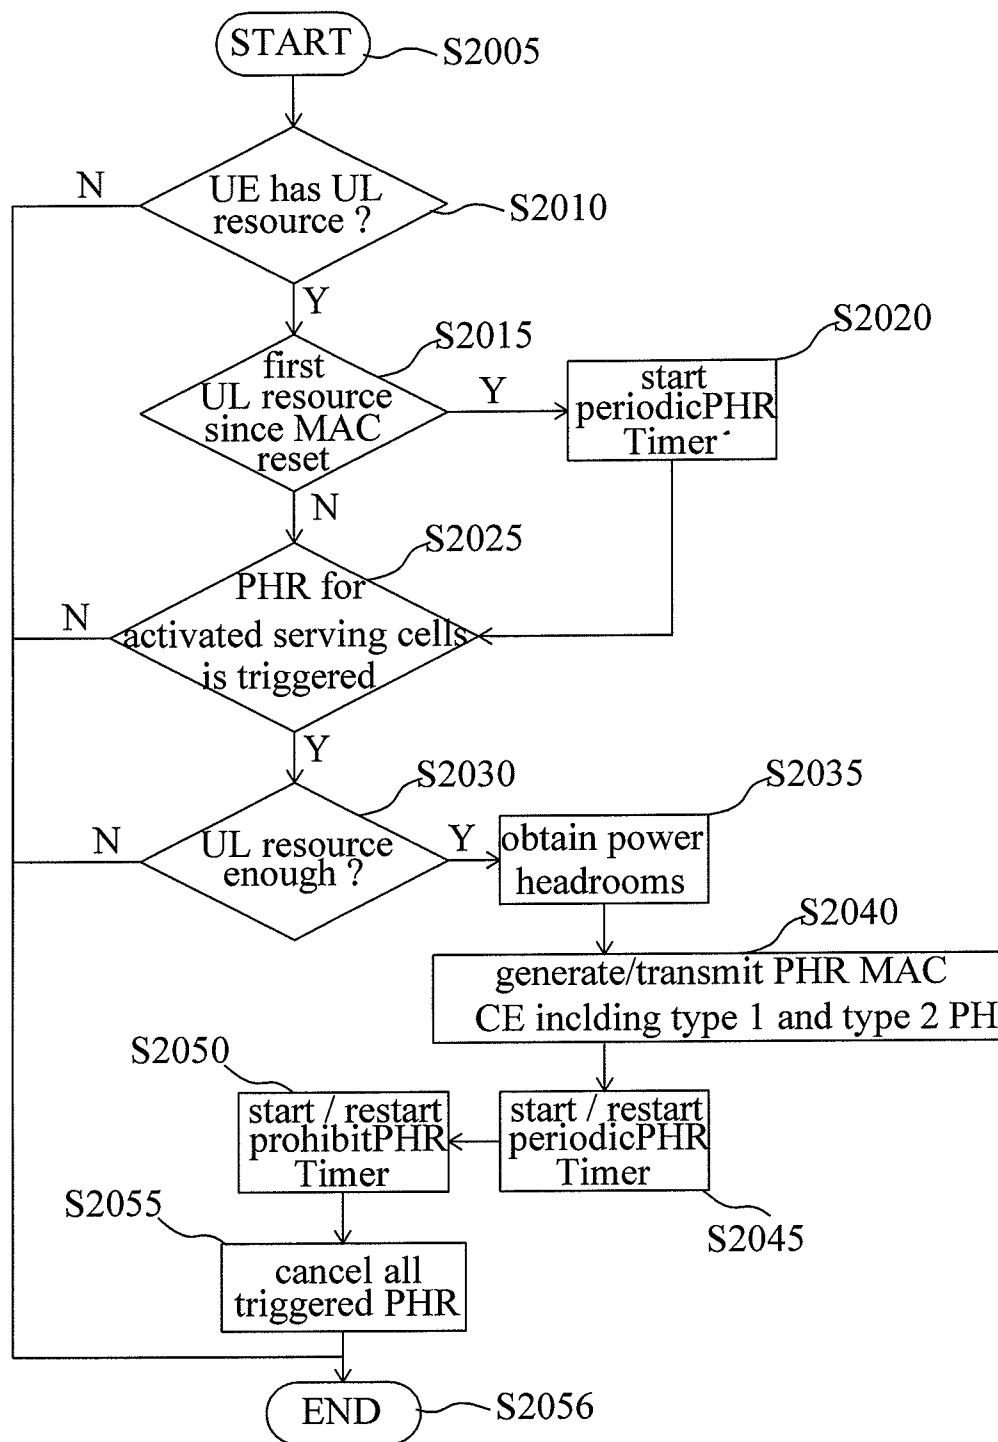 START
S2005
N
UE has UL
resource ?
S2010
Y
S2015
first
UL resource
since MAC
reset
Y
S2020
start
periodicPHR
Timer
N
S2025
PHR for
activated serving cells
is triggered
N
Y
S2030
UL resource
enough ?
N
Y
S2035
obtain power
headrooms
S2040
generate/transmit PHR MAC
CE inclding type 1 and type 2 PH
S2045
start / restart
periodicPHR
Timer
S2050
start / restart
prohibitPHR
Timer
S2055
cancel all
triggered PHR
END
S2056